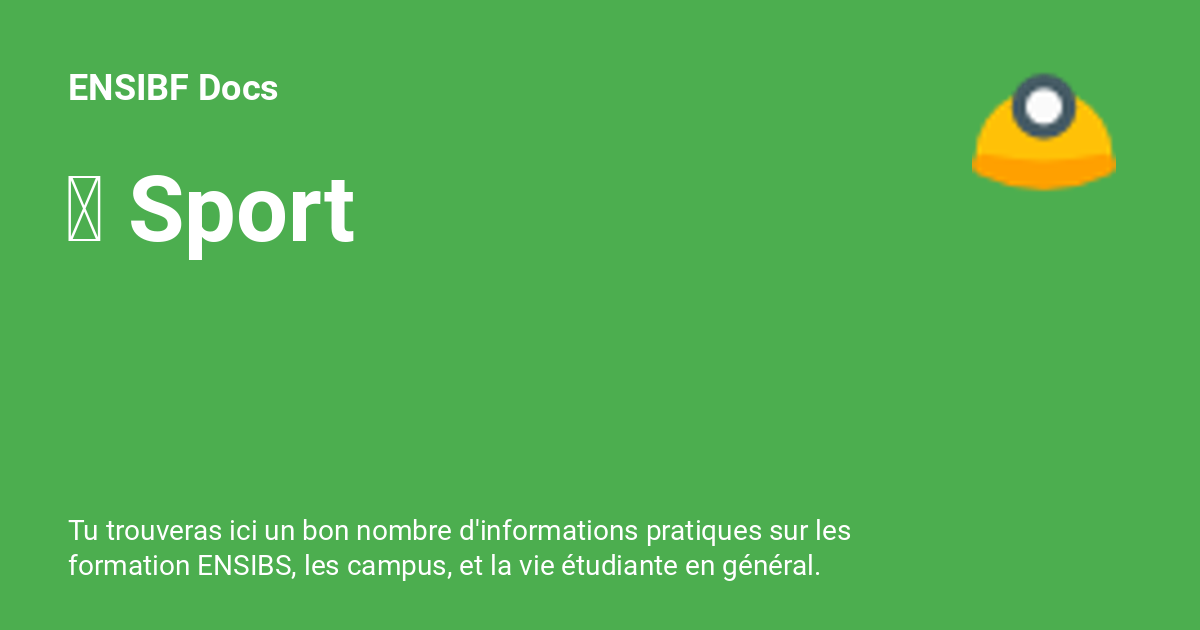 ENSIBF Docs
Sport
Tu trouveras ici un bon nombre d'informations pratiques sur les
formation ENSIBS, les campus, et la vie étudiante en général.